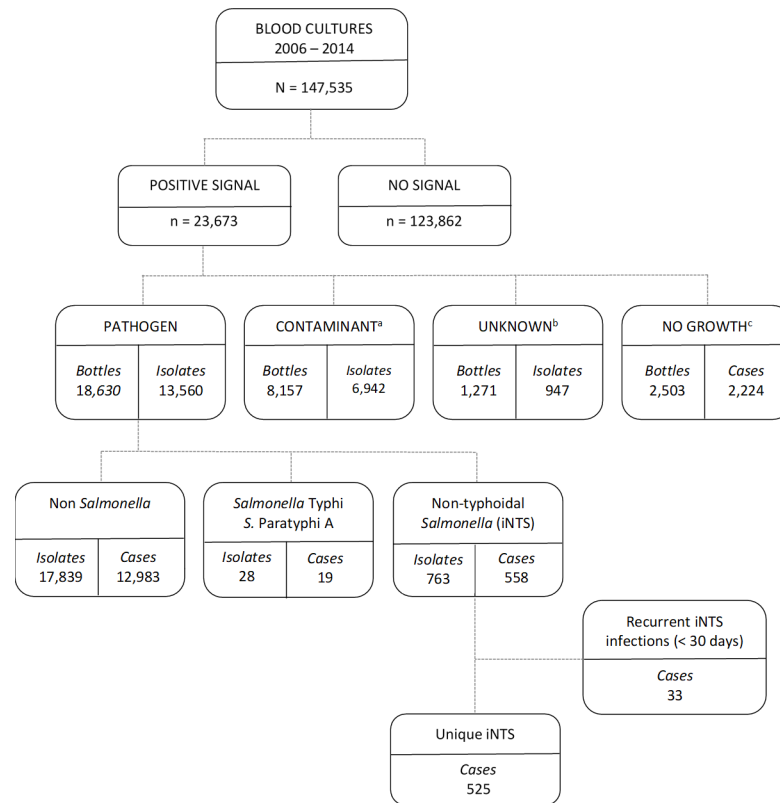 BLOOD CULTURES
2006 – 2014
N = 147,535
POSITIVE SIGNAL
n = 23,673
NO SIGNAL
n = 123,862
PATHOGEN
Bottles
18,630
Isolates
13,560
CONTAMINANTᵃ
Bottles
8,157
Isolates
6,942
UNKNOWNᵇ
Bottles
1,271
Isolates
947
NO GROWTHᶜ
Bottles
2,503
Cases
2,224
Non Salmonella
Isolates
17,839
Cases
12,983
Salmonella Typhi
S. Paratyphi A
Isolates
28
Cases
19
Non-typhoidal
Salmonella (iNTS)
Isolates
763
Cases
558
Recurrent iNTS
infections (< 30 days)
Cases
33
Unique iNTS
Cases
525